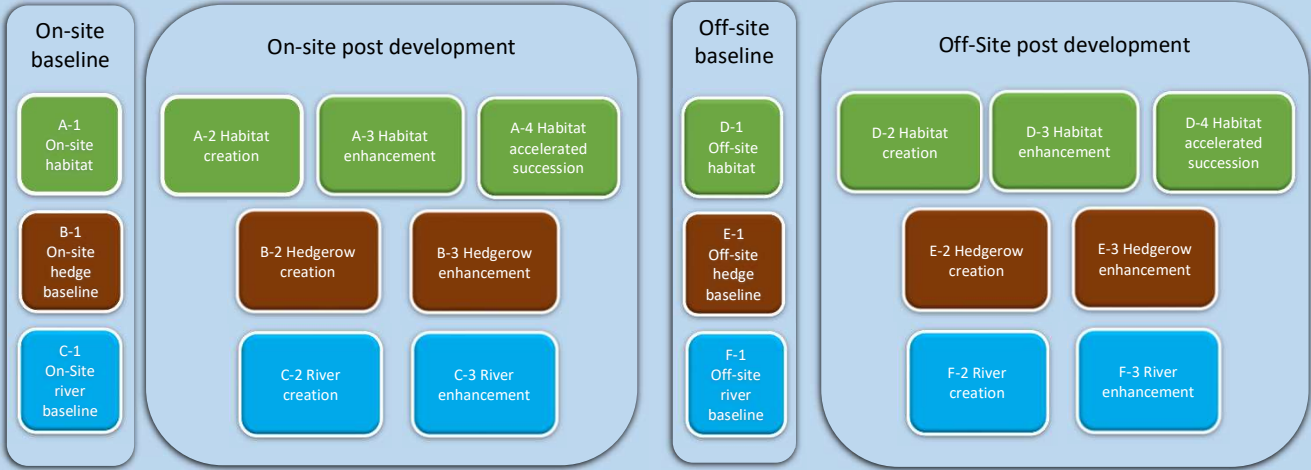 On-site
baseline
A-1
On-site
habitat
B-1
On-site
hedge
baseline
C-1
On-Site
river
baseline
On-site post development
A-2 Habitat
creation
A-3 Habitat
enhancement
A-4 Habitat
accelerated
succession
B-2 Hedgerow
creation
B-3 Hedgerow
enhancement
C-2 River
creation
C-3 River
enhancement
Off-site
baseline
D-1
Off-site
habitat
E-1
Off-site
hedge
baseline
F-1
Off-site
river
baseline
Off-Site post development
D-2 Habitat
creation
D-3 Habitat
enhancement
D-4 Habitat
accelerated
succession
E-2 Hedgerow
creation
E-3 Hedgerow
enhancement
F-2 River
creation
F-3 River
enhancement